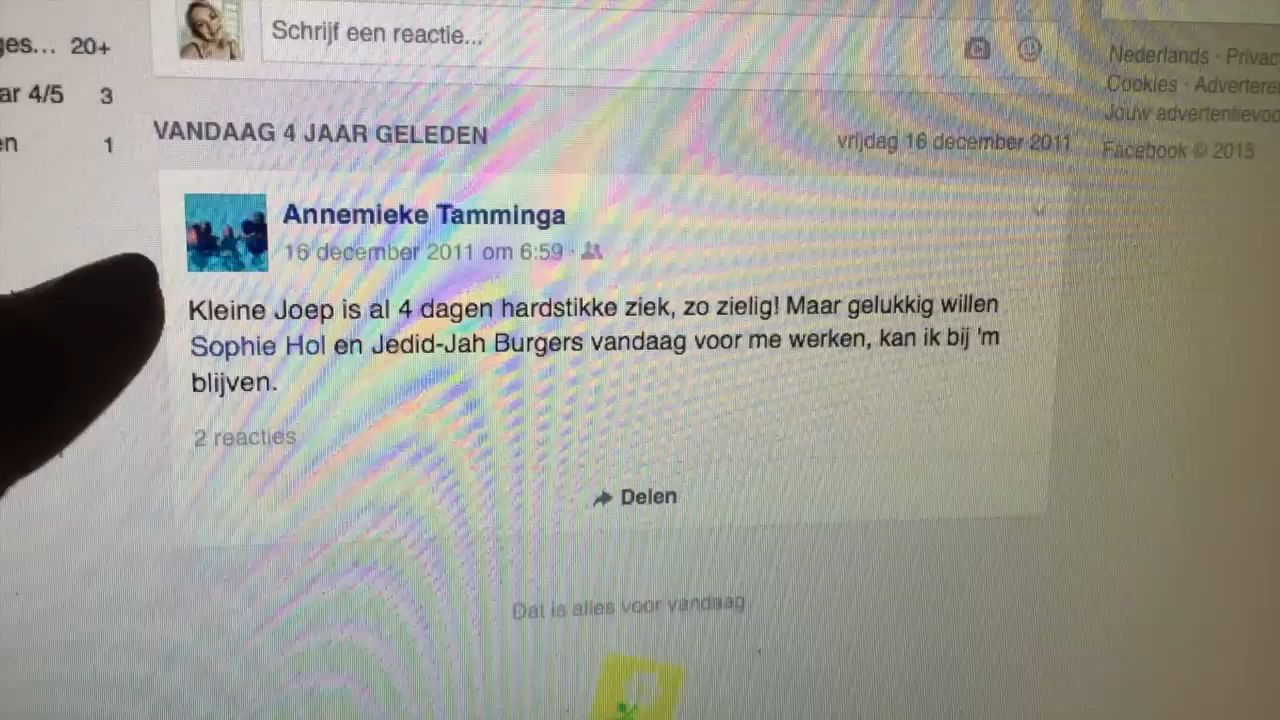 Schrijf een reactie...
ges... 20+
ar 4/5 3
en 1
Nederlands · Privac
Cookies · Advertere
Jouw advertentievoo
Facebook © 2015
VANDAAG 4 JAAR GELEDEN
vrijdag 16 december 2011
Annemieke Tamminga
16 december 2011 om 6:59 ·
Kleine Joep is al 4 dagen hardstikke ziek, zo zielig! Maar gelukkig willen
Sophie Hol en Jedid-Jah Burgers vandaag voor me werken, kan ik bij 'm
blijven.
2 reacties
Delen
Dat is alles voor vandaag